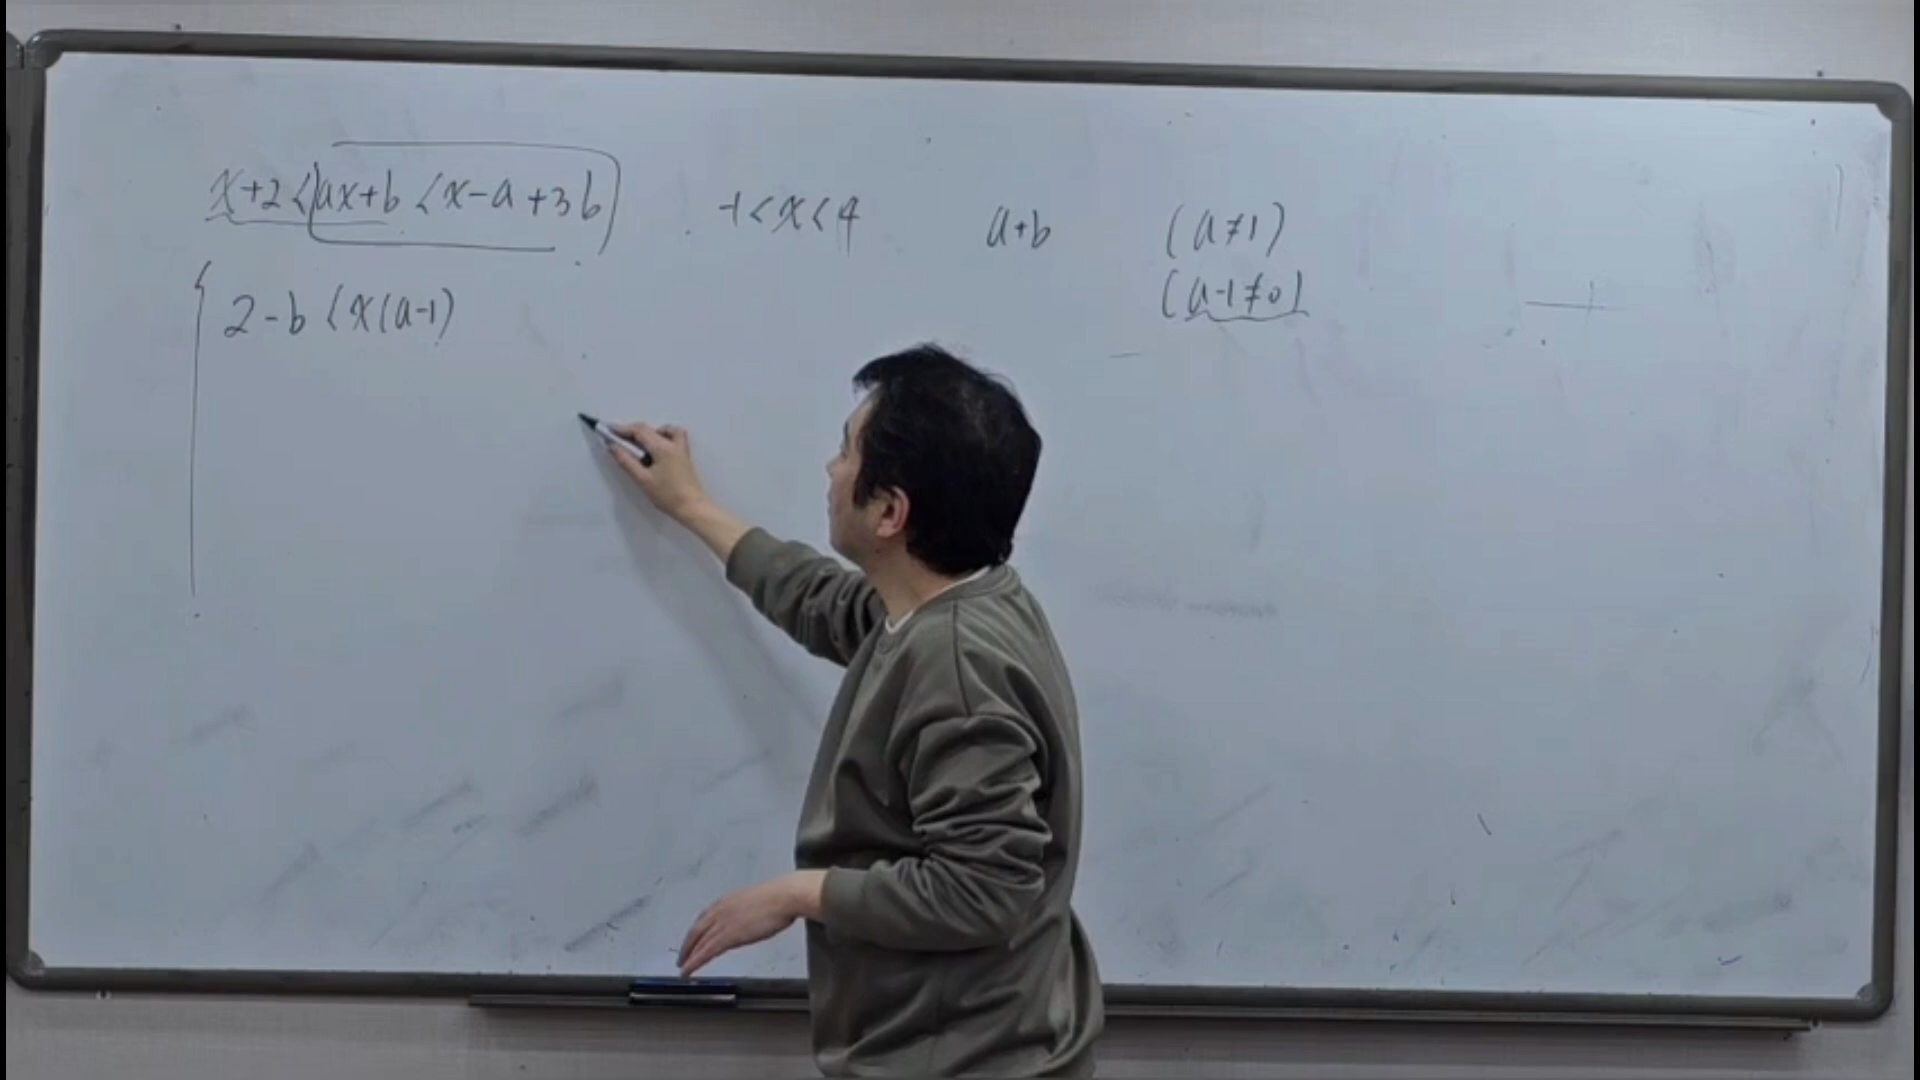 x+2<ax+b<x-a+3b -1<x<4 a+b (a≠1)
(a-1≠0)
2-b<x(a-1)